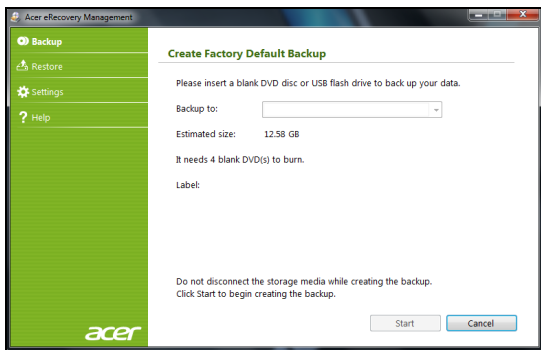 Acer eRecovery Management
Backup
Restore
Settings
Help
Create Factory Default Backup
Please insert a blank DVD disc or USB flash drive to back up your data.
Backup to:
Estimated size: 12.58 GB
It needs 4 blank DVD(s) to burn.
Label:
Do not disconnect the storage media while creating the backup.
Click Start to begin creating the backup.
Start Cancel
acer